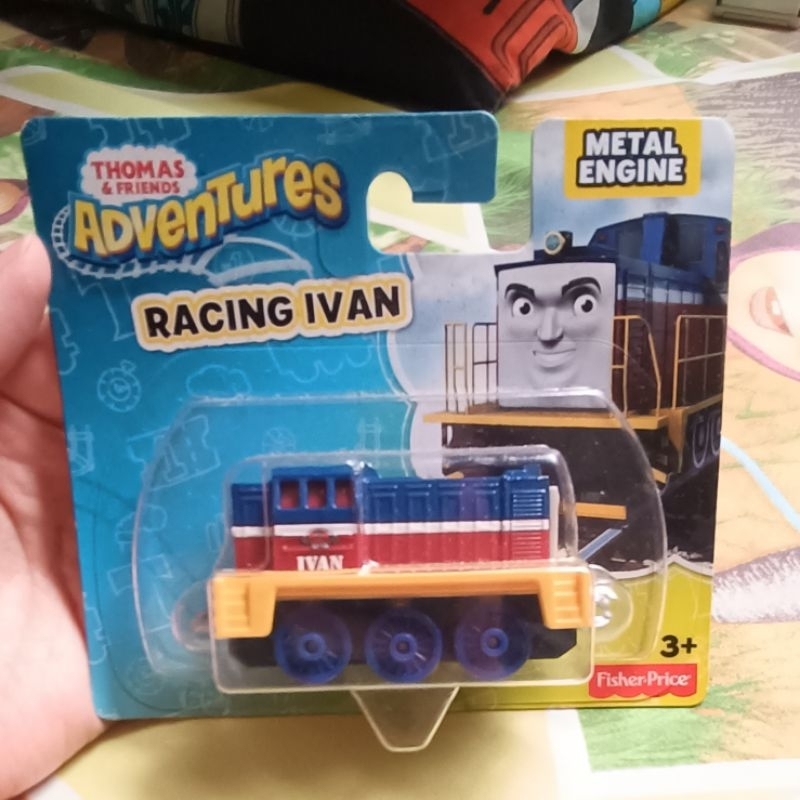 THOMAS
& FRIENDS
ADVENTURES
RACING IVAN
METAL
ENGINE
IVAN
3+
Fisher-Price